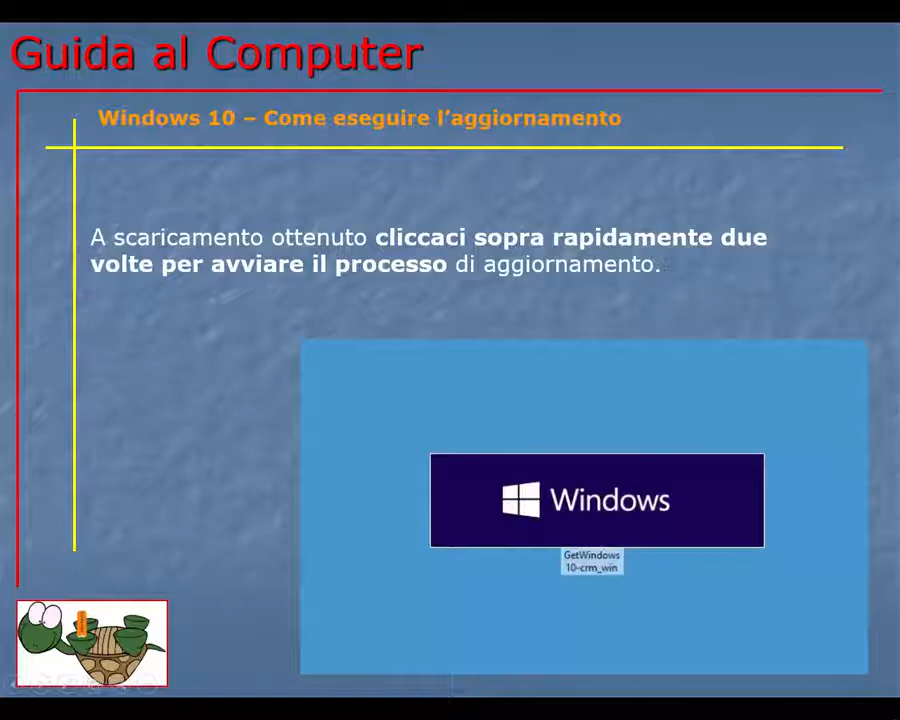 Guida al Computer
Windows 10 – Come eseguire l’aggiornamento
A scaricamento ottenuto cliccaci sopra rapidamente due
volte per avviare il processo di aggiornamento.
Windows
GetWindows
10-crm_win